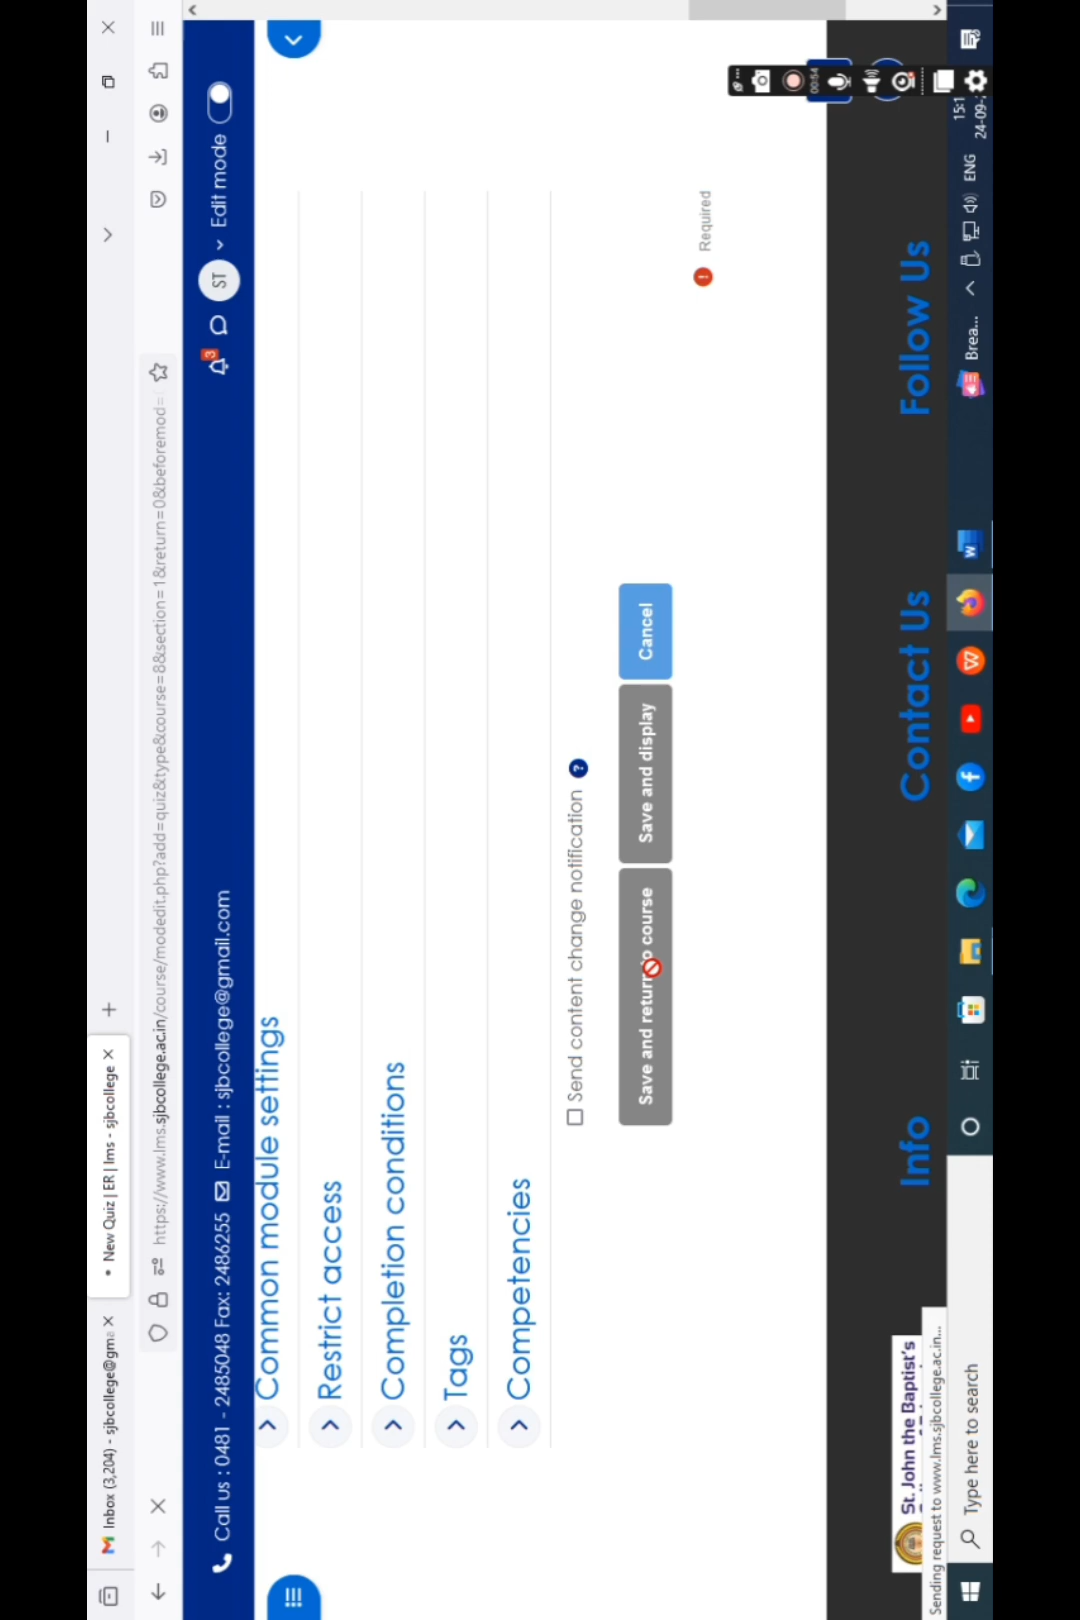 Inbox (3,204) - sjbcollege@gma
New Quiz | ER | lms - sjbcollege
https://www.lms.sjbcollege.ac.in/course/modedit.php?add=quiz&type&course=8&section=1&return=0&beforemod=
Call us : 0481 - 2485048 Fax: 2486255 E-mail : sjbcollege@gmail.com
3
ST
Edit mode
Common module settings
Restrict access
Completion conditions
Tags
Competencies
Send content change notification
Save and return to course
Save and display
Cancel
Required
00:54
St. John the Baptist's
Info
Contact Us
Follow Us
Sending request to www.lms.sjbcollege.ac.in...
Type here to search
Brea...
ENG
15:1
24-09-